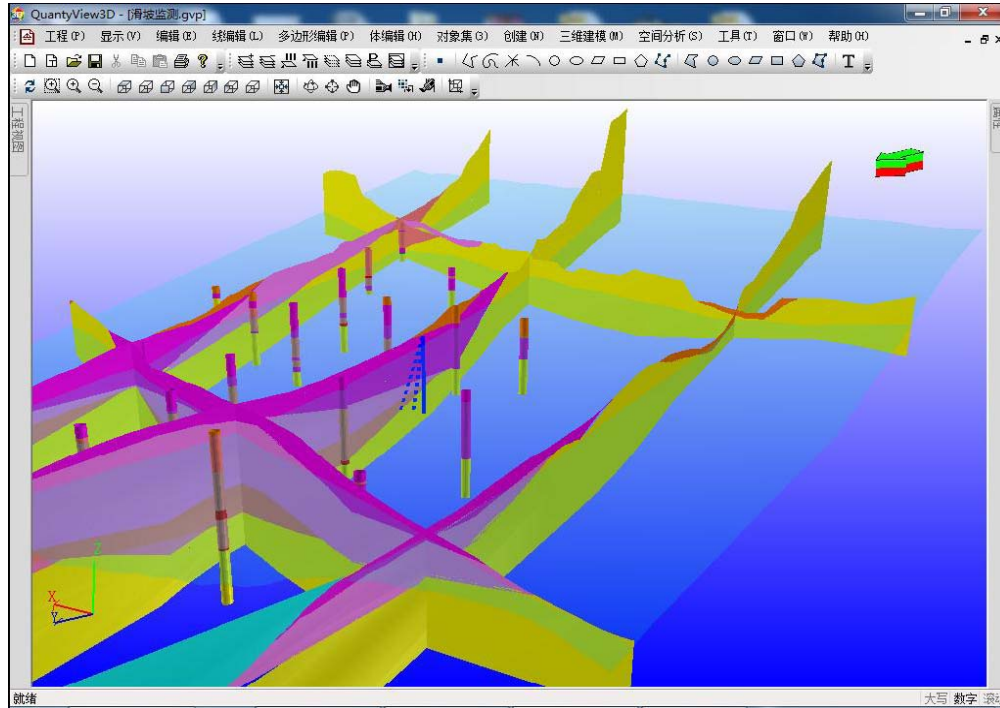 QuantyView3D - [滑坡监测.gvp]
工程(P) 显示(V) 编辑(E) 线编辑(L) 多边形编辑(P) 体编辑(H) 对象集(G) 创建(N) 三维建模(M) 空间分析(S) 工具(T) 窗口(W) 帮助(H)
T
工程视图
Z
X
Y
就绪
大写 数字